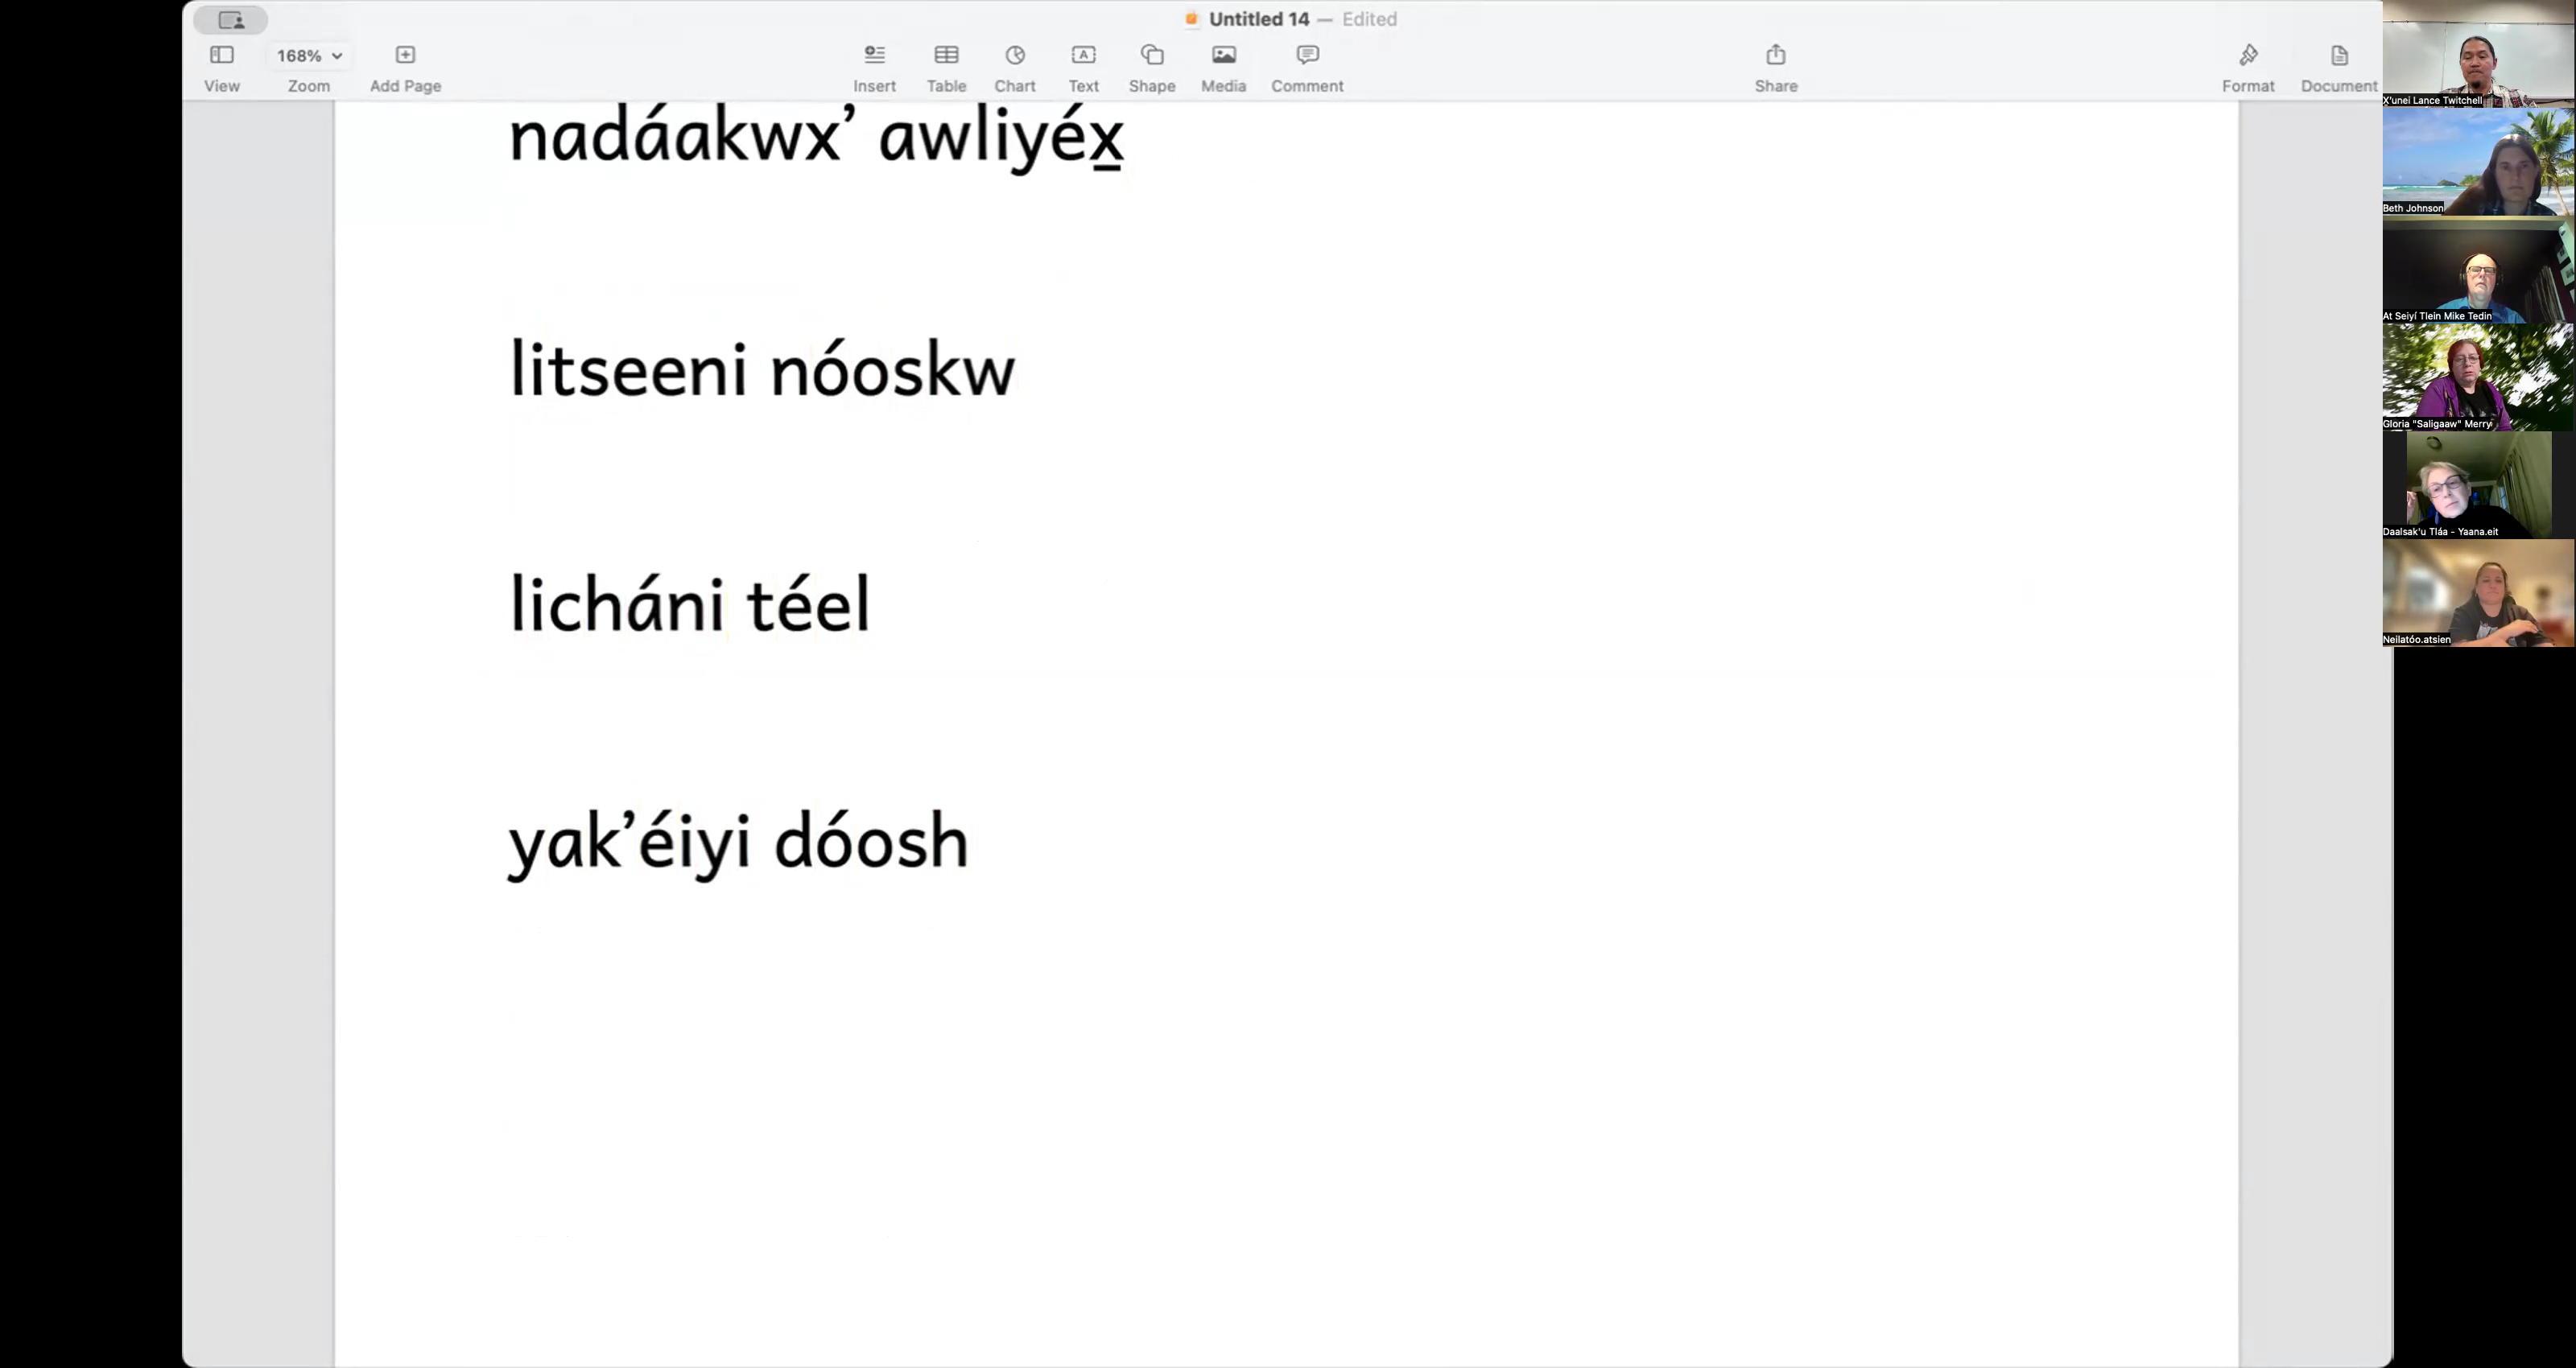 Untitled 14 — Edited
View
168%
Zoom
Add Page
Insert
Table
Chart
Text
Shape
Media
Comment
Share
Format
Document
nadáakwx’ awliyéx̲
litseeni nóoskw
licháni téel
yak’éiyi dóosh
X'unei Lance Twitchell
Beth Johnson
At Seiyí Tlein Mike Tedin
Gloria "Saligaaw" Merry
Daalsak'u Tláa - Yaana.eit
Neilatóo.atsien